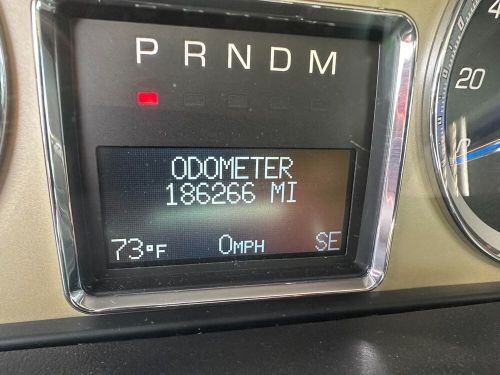 P R N D M
ODOMETER
186266 MI
73°F 0MPH SE
20